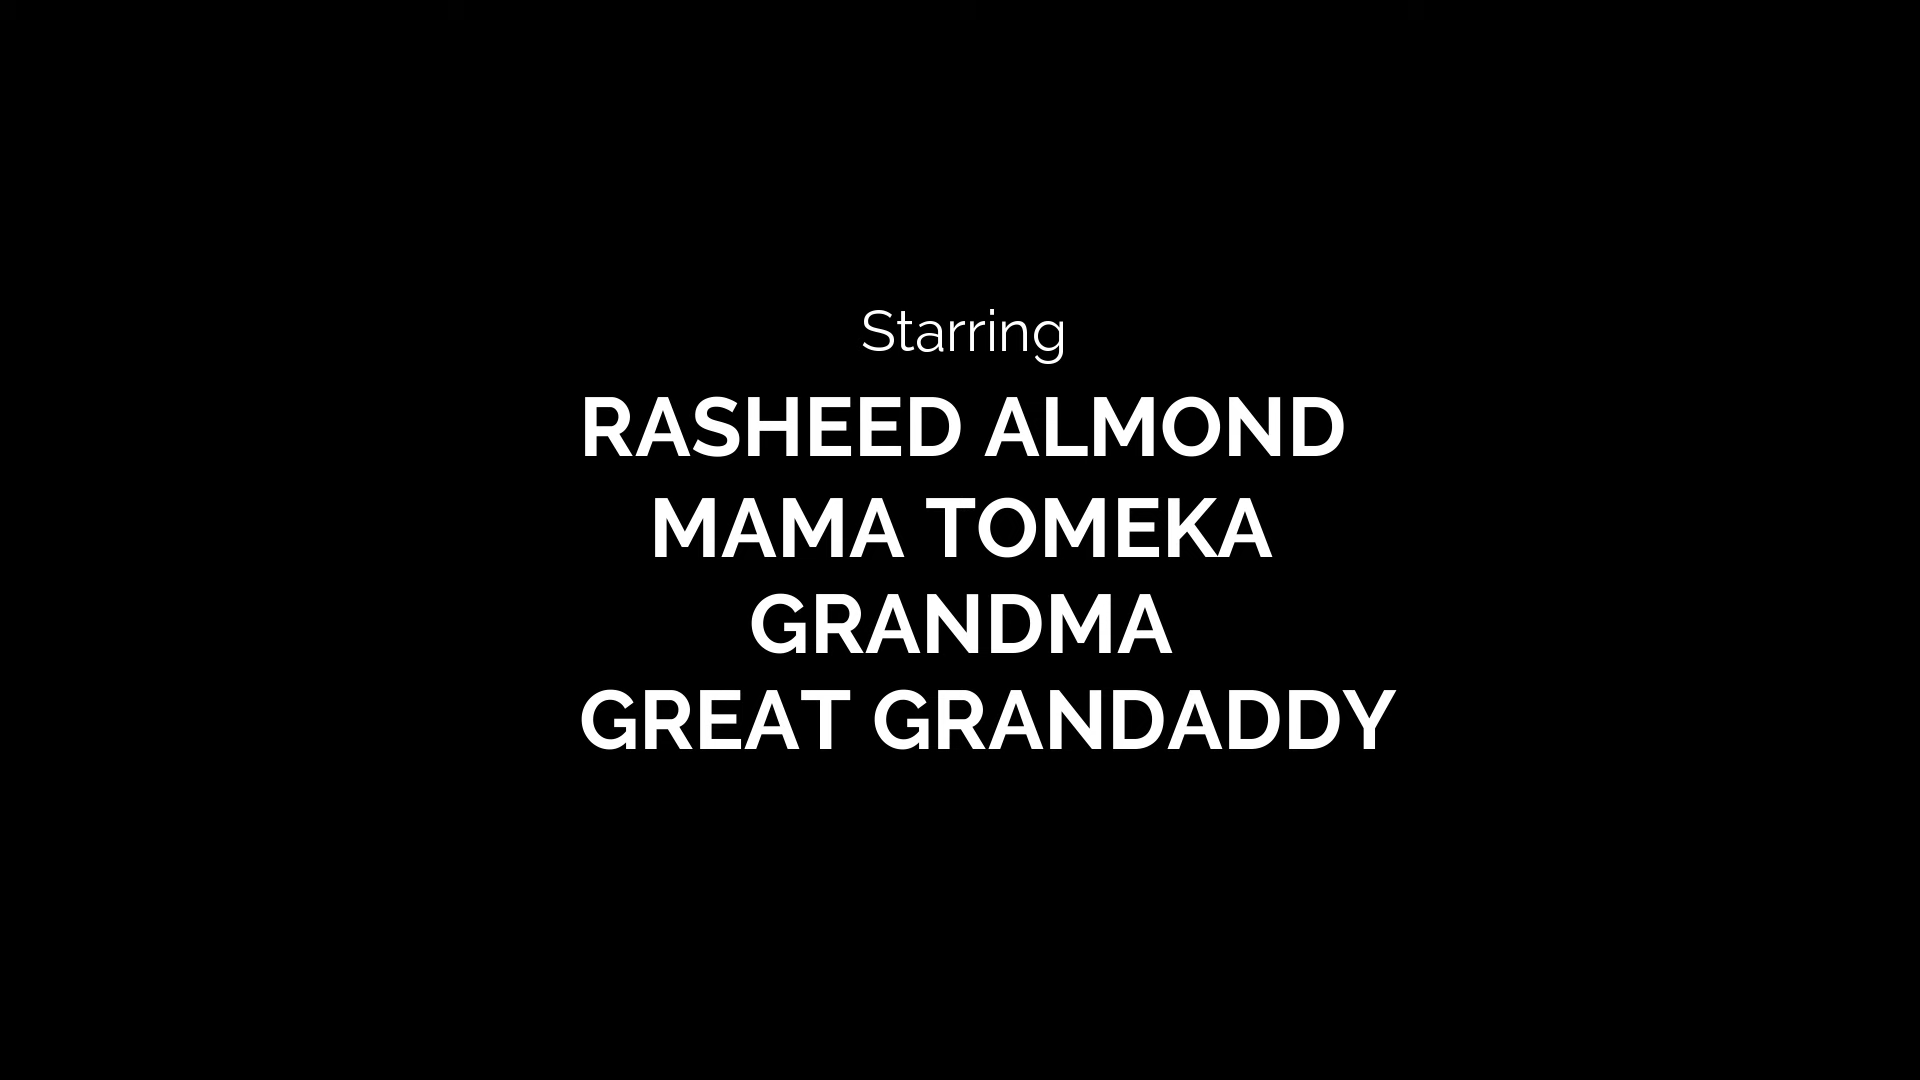 Starring
RASHEED ALMOND
MAMA TOMEKA
GRANDMA
GREAT GRANDADDY